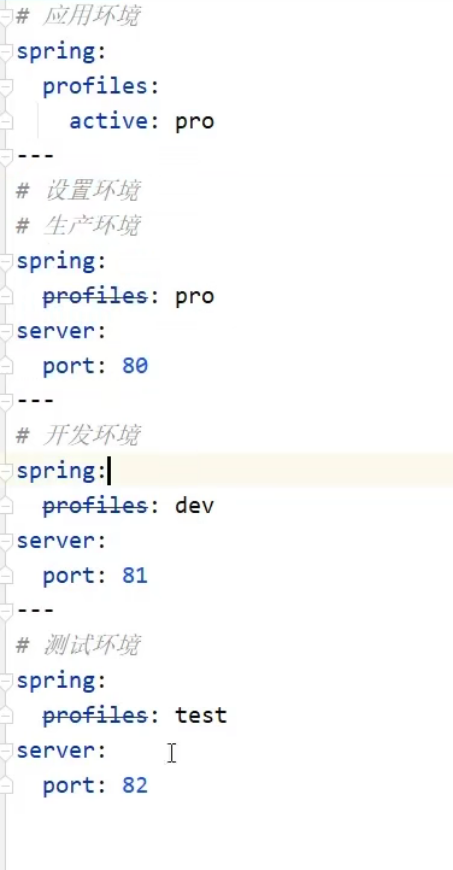 # 应用环境
spring:
  profiles:
    active: pro
---
# 设置环境
# 生产环境
spring:
  profiles: pro
server:
  port: 80
---
# 开发环境
spring:
  profiles: dev
server:
  port: 81
---
# 测试环境
spring:
  profiles: test
server:
  port: 82